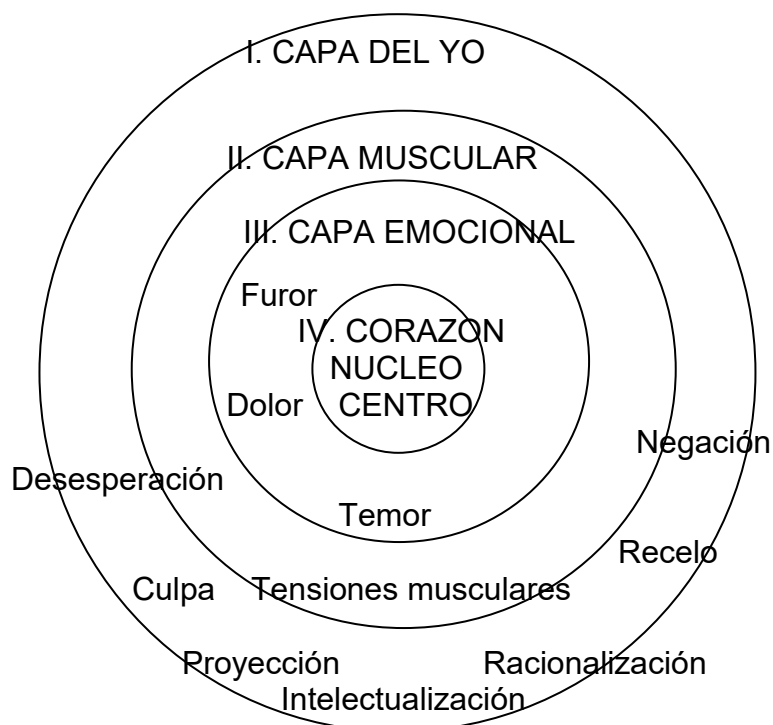 I. CAPA DEL YO
II. CAPA MUSCULAR
III. CAPA EMOCIONAL
Furor
IV. CORAZON
NUCLEO
CENTRO
Dolor
Negación
Desesperación
Temor
Recelo
Culpa
Tensiones musculares
Proyección
Racionalización
Intelectualización